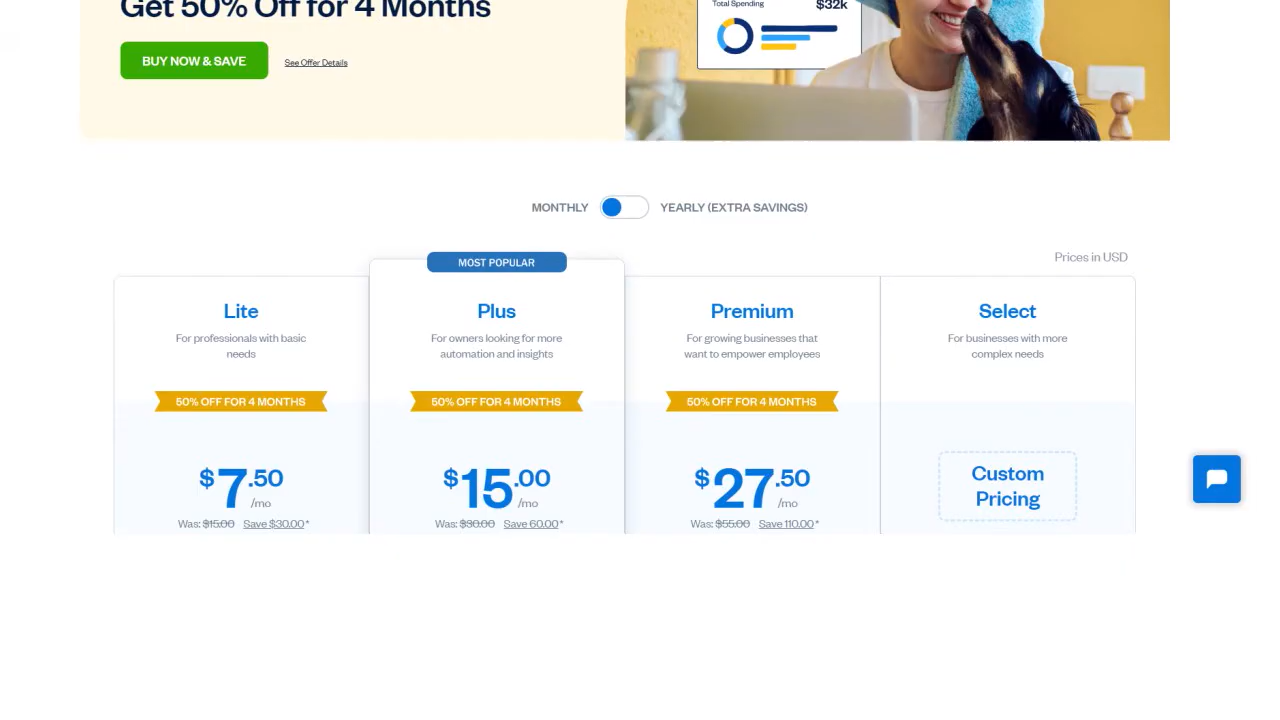 Get 50% Off for 4 Months
BUY NOW & SAVE
See Offer Details
Total Spending
$32k
MONTHLY
YEARLY (EXTRA SAVINGS)
Prices in USD
MOST POPULAR
Lite
For professionals with basic
needs
50% OFF FOR 4 MONTHS
$7.50
/mo
Was: $15.00 Save $30.00*
Plus
For owners looking for more
automation and insights
50% OFF FOR 4 MONTHS
$15.00
/mo
Was: $30.00 Save 60.00*
Premium
For growing businesses that
want to empower employees
50% OFF FOR 4 MONTHS
$27.50
/mo
Was: $55.00 Save 110.00*
Select
For businesses with more
complex needs
Custom
Pricing